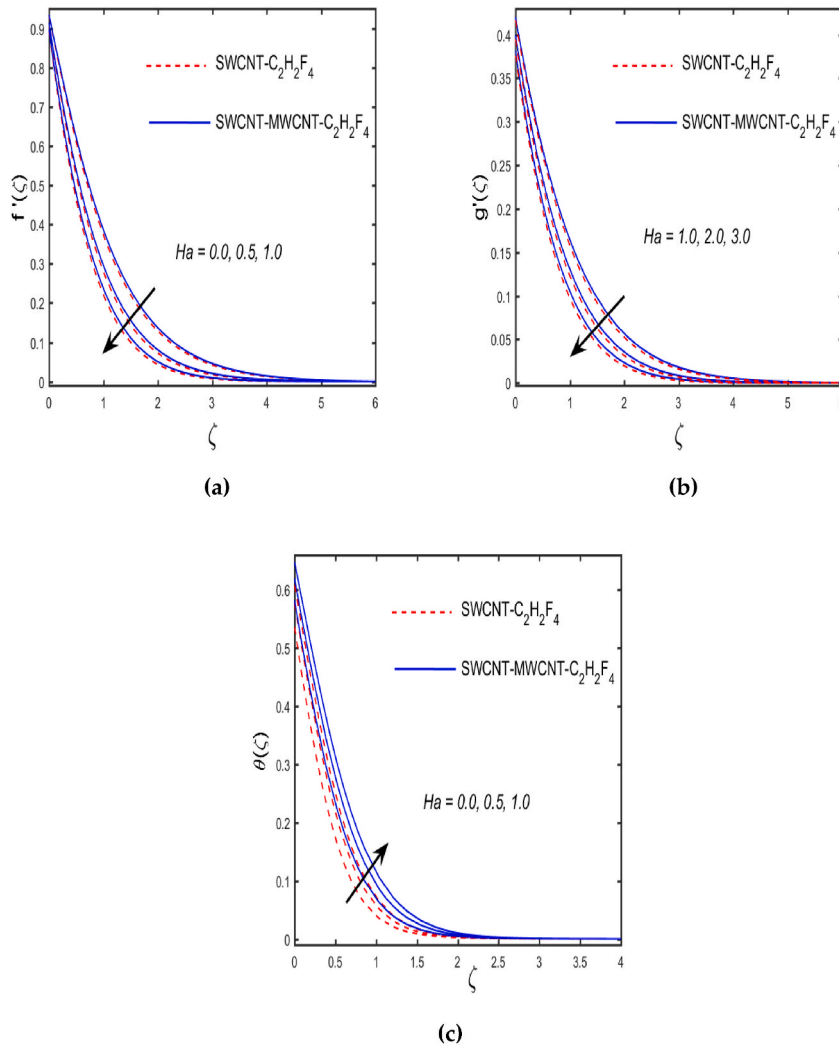 0.9
0.8
0.7
0.6
0.5
0.4
0.3
0.2
0.1
0
f '(ζ)
SWCNT-C2H2F4
SWCNT-MWCNT-C2H2F4
Ha = 0.0, 0.5, 1.0
0 1 2 3 4 5 6
ζ
(a)
0.4
0.35
0.3
0.25
0.2
0.15
0.1
0.05
0
g'(ζ)
SWCNT-C2H2F4
SWCNT-MWCNT-C2H2F4
Ha = 1.0, 2.0, 3.0
0 1 2 3 4 5
ζ
(b)
0.6
0.5
0.4
0.3
0.2
0.1
0
θ(ζ)
SWCNT-C2H2F4
SWCNT-MWCNT-C2H2F4
Ha = 0.0, 0.5, 1.0
0 0.5 1 1.5 2 2.5 3 3.5 4
ζ
(c)